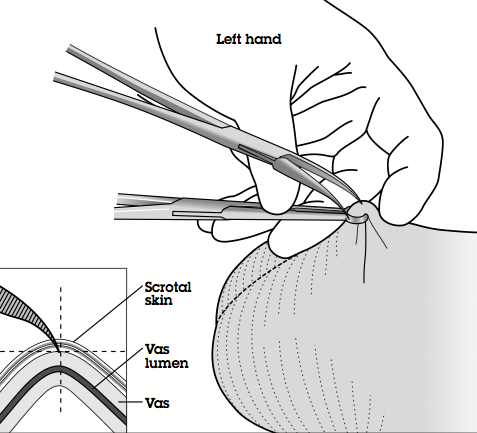 Left hand
Scrotal
skin
Vas
lumen
Vas